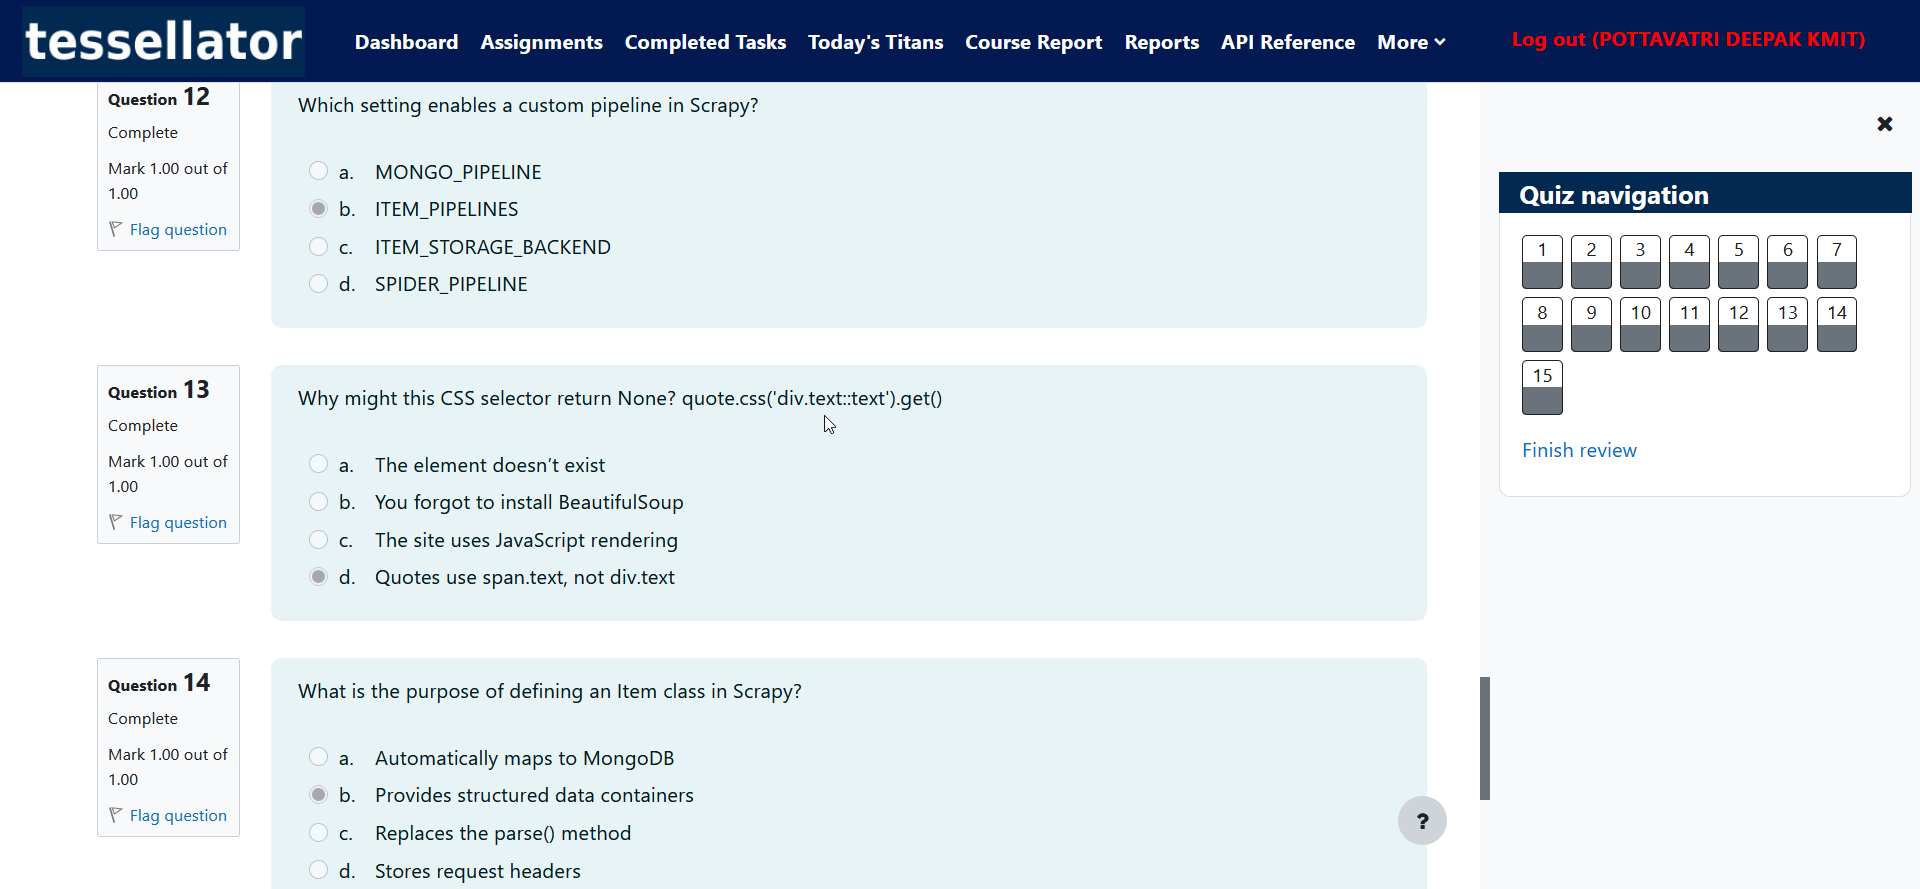 tessellator
Dashboard Assignments Completed Tasks Today's Titans Course Report Reports API Reference More
Log out (POTTAVATRI DEEPAK KMIT)
Question 12
Complete
Mark 1.00 out of
1.00
Flag question
Which setting enables a custom pipeline in Scrapy?
a. MONGO_PIPELINE
b. ITEM_PIPELINES
c. ITEM_STORAGE_BACKEND
d. SPIDER_PIPELINE
Question 13
Complete
Mark 1.00 out of
1.00
Flag question
Why might this CSS selector return None? quote.css('div.text::text').get()
a. The element doesn’t exist
b. You forgot to install BeautifulSoup
c. The site uses JavaScript rendering
d. Quotes use span.text, not div.text
Question 14
Complete
Mark 1.00 out of
1.00
Flag question
What is the purpose of defining an Item class in Scrapy?
a. Automatically maps to MongoDB
b. Provides structured data containers
c. Replaces the parse() method
d. Stores request headers
?
Quiz navigation
1 2 3 4 5 6 7
8 9 10 11 12 13 14
15
Finish review